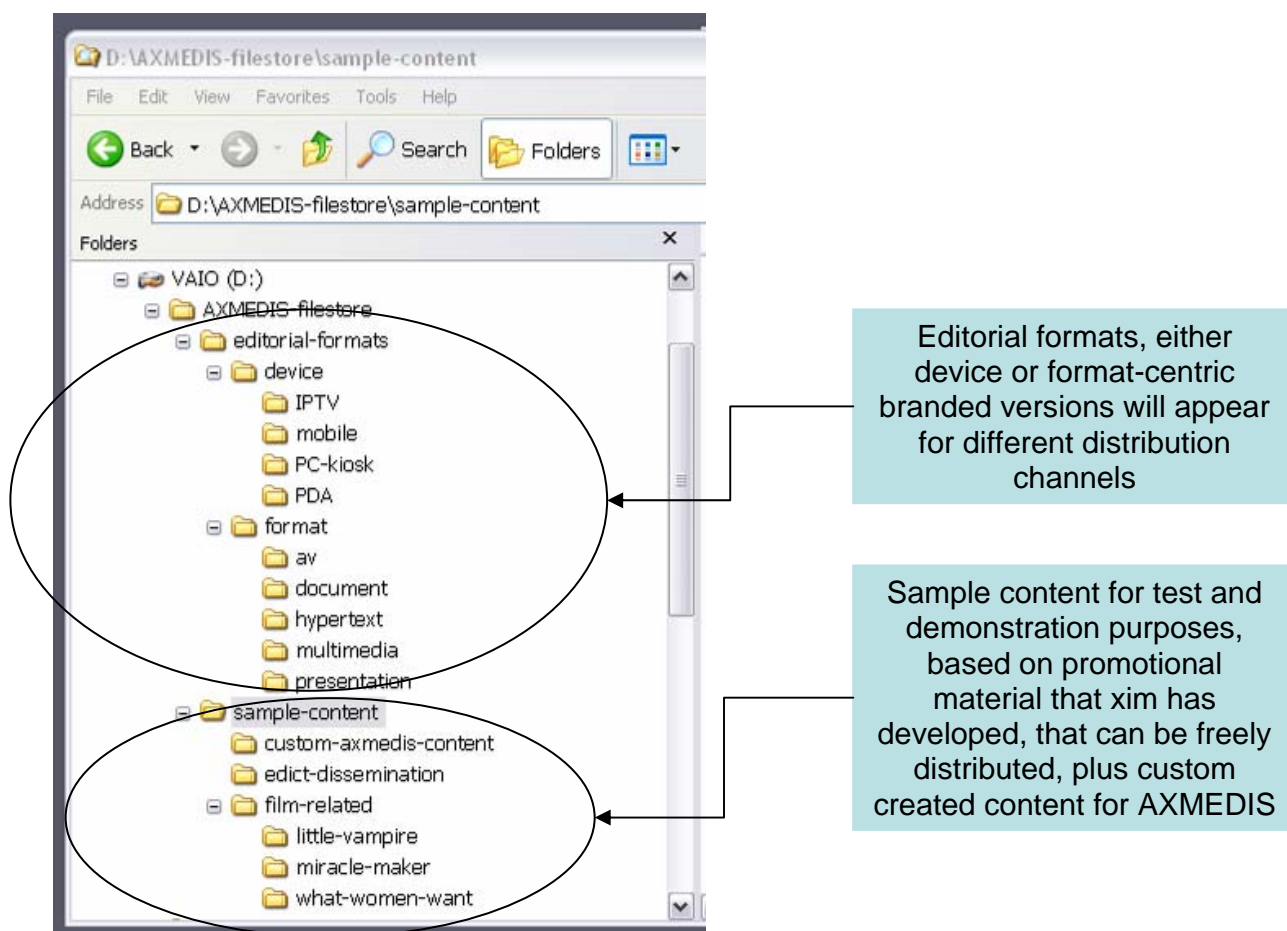 D:\AXMEDIS-filestore\sample-content
File Edit View Favorites Tools Help
Back Search Folders
Address D:\AXMEDIS-filestore\sample-content
Folders
VAIO (D:)
AXMEDIS-filestore
editorial-formats
device
IPTV
mobile
PC-kiosk
PDA
format
av
document
hypertext
multimedia
presentation
sample-content
custom-axmedis-content
edict-dissemination
film-related
little-vampire
miracle-maker
what-women-want
Editorial formats, either
device or format-centric
branded versions will appear
for different distribution
channels
Sample content for test and
demonstration purposes,
based on promotional
material that xim has
developed, that can be freely
distributed, plus custom
created content for AXMEDIS